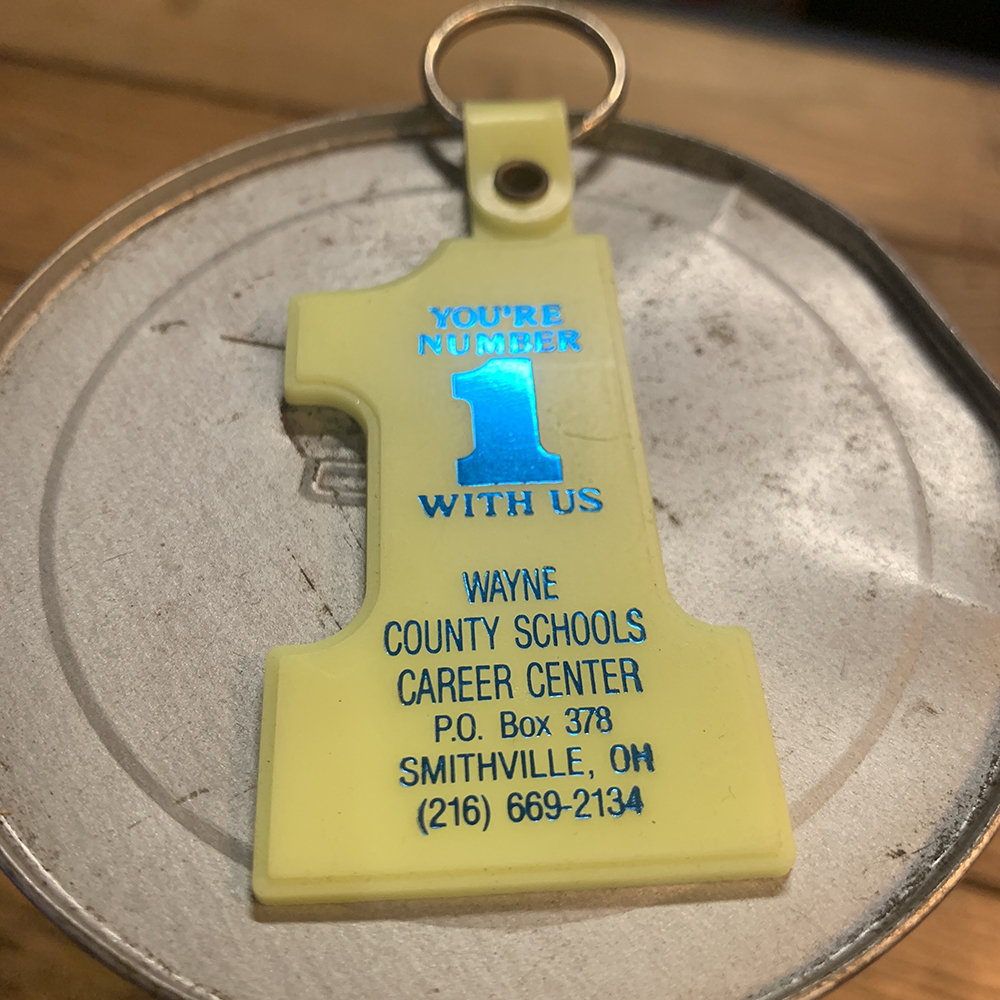 YOU'RE
NUMBER
1
WITH US
WAYNE
COUNTY SCHOOLS
CAREER CENTER
P.O. Box 378
SMITHVILLE, OH
(216) 669-2134